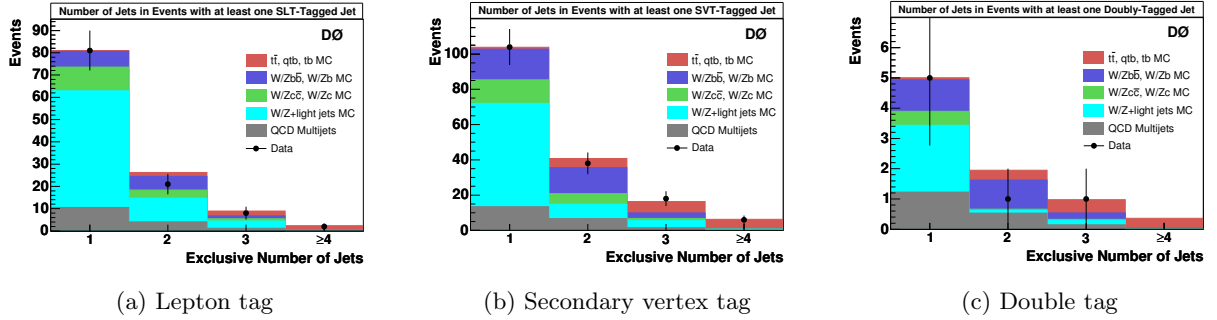 Number of Jets in Events with at least one SLT-Tagged Jet
Events
90
80
70
60
50
40
30
20
10
0
DØ
tt̄, qtb, tb MC
W/Zbb̄, W/Zb MC
W/Zcc̄, W/Zc MC
W/Z+light jets MC
QCD Multijets
Data
1 2 3 ≥4
Exclusive Number of Jets
(a) Lepton tag
Number of Jets in Events with at least one SVT-Tagged Jet
Events
100
80
60
40
20
0
DØ
tt̄, qtb, tb MC
W/Zbb̄, W/Zb MC
W/Zcc̄, W/Zc MC
W/Z+light jets MC
QCD Multijets
Data
1 2 3 ≥4
Exclusive Number of Jets
(b) Secondary vertex tag
Number of Jets in Events with at least one Doubly-Tagged Jet
Events
6
5
4
3
2
1
0
DØ
tt̄, qtb, tb MC
W/Zbb̄, W/Zb MC
W/Zcc̄, W/Zc MC
W/Z+light jets MC
QCD Multijets
Data
1 2 3 ≥4
Exclusive Number of Jets
(c) Double tag